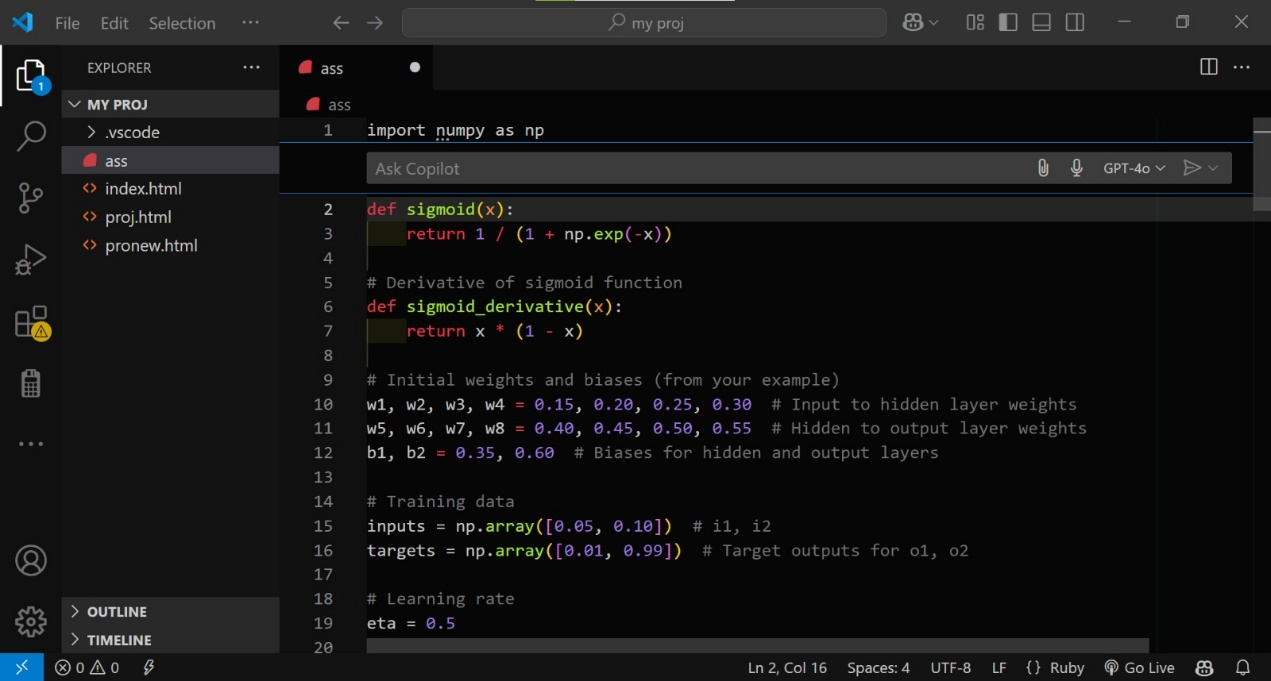 File Edit Selection ... my proj
EXPLORER ...
MY PROJ
.vscode
ass
index.html
proj.html
pronew.html
OUTLINE
TIMELINE
1
ass
ass
1 import numpy as np
Ask Copilot GPT-4o
2 def sigmoid(x):
3 return 1 / (1 + np.exp(-x))
4
5 # Derivative of sigmoid function
6 def sigmoid_derivative(x):
7 return x * (1 - x)
8
9 # Initial weights and biases (from your example)
10 w1, w2, w3, w4 = 0.15, 0.20, 0.25, 0.30 # Input to hidden layer weights
11 w5, w6, w7, w8 = 0.40, 0.45, 0.50, 0.55 # Hidden to output layer weights
12 b1, b2 = 0.35, 0.60 # Biases for hidden and output layers
13
14 # Training data
15 inputs = np.array([0.05, 0.10]) # i1, i2
16 targets = np.array([0.01, 0.99]) # Target outputs for o1, o2
17
18 # Learning rate
19 eta = 0.5
20
0 0 Ln 2, Col 16 Spaces: 4 UTF-8 LF {} Ruby Go Live